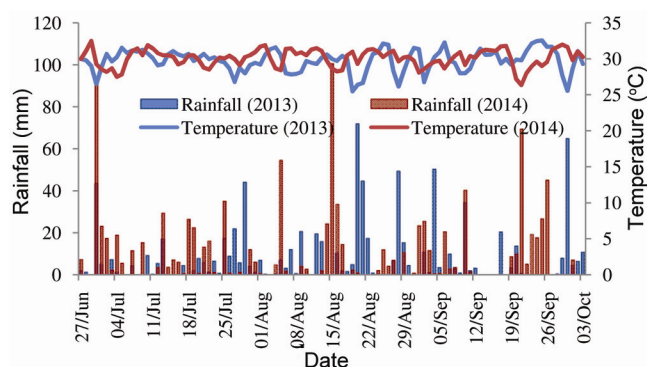 120
100
80
60
40
20
0
Rainfall (mm)
35
30
25
20
15
10
5
0
Temperature (ºC)
Rainfall (2013)
Rainfall (2014)
Temperature (2013)
Temperature (2014)
27/Jun
04/Jul
11/Jul
18/Jul
25/Jul
01/Aug
08/Aug
15/Aug
22/Aug
29/Aug
05/Sep
12/Sep
19/Sep
26/Sep
03/Oct
Date